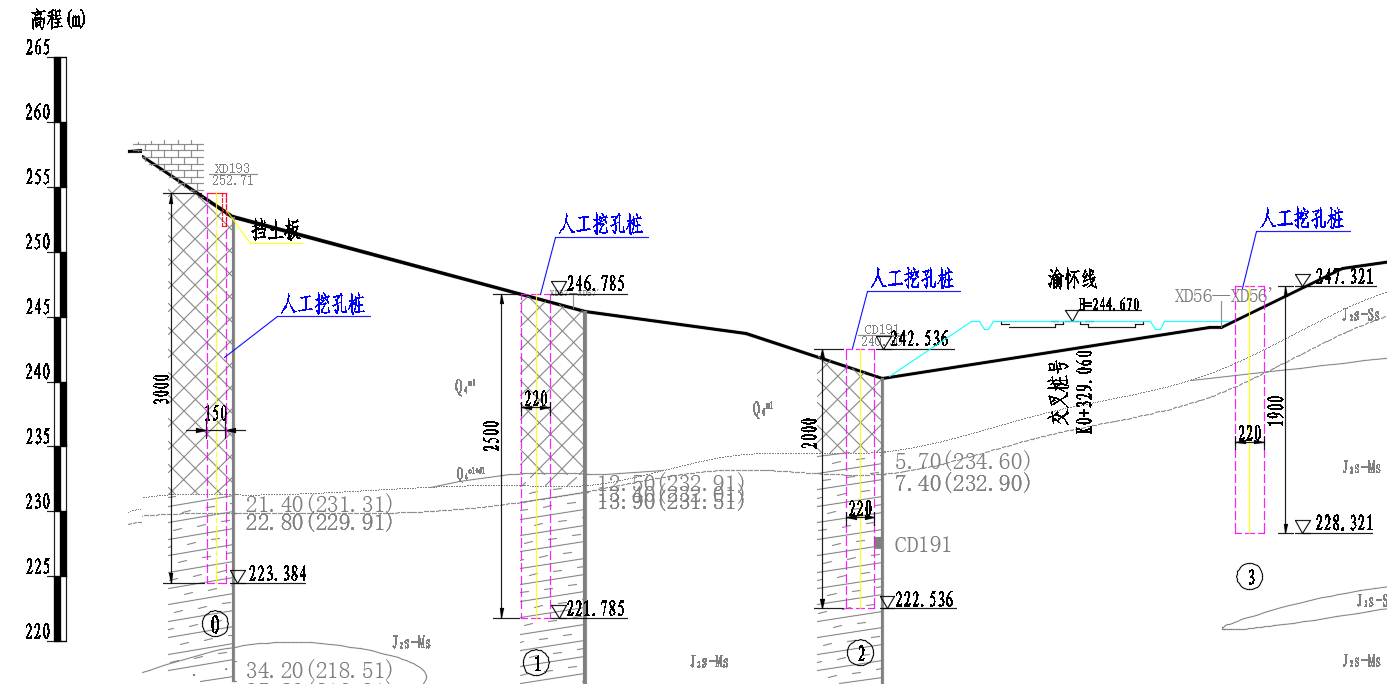 高程(m)
265
260
255
250
245
240
235
230
225
220
XD193
252.71
挡土板
人工挖孔桩
3000
150
21.40(231.31)
22.80(229.91)
223.384
0
J₂s-Ms
34.20(218.51)
人工挖孔桩
246.785
220
2500
Q₄ᵐˡ
12.50(232.91)
13.90(231.51)
221.785
1
J₂s-Ms
人工挖孔桩
CD191
242.536
Q₄ᵐˡ
2000
220
5.70(234.60)
7.40(232.90)
CD191
222.536
2
渝怀线
H=244.670
交叉桩号
K0+329.060
XD56—XD56'
人工挖孔桩
247.321
J₂s-Ss
1900
220
J₂s-Ms
228.321
3
J₂s-Ms